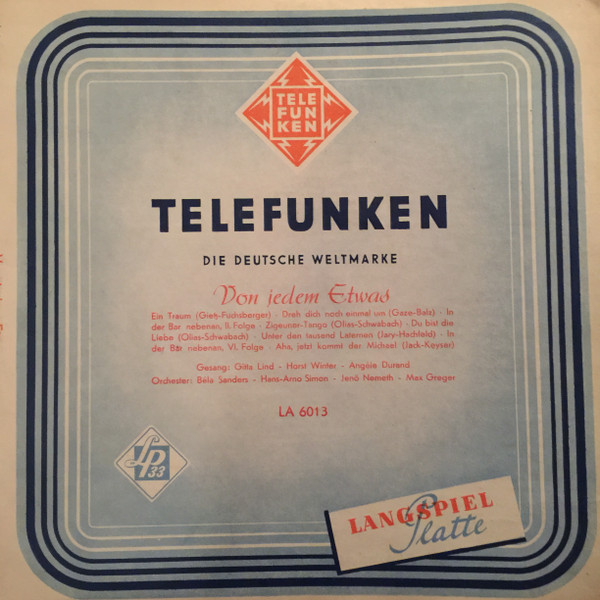 TELE
FUN
KEN
TELEFUNKEN
DIE DEUTSCHE WELTMARKE
Von jedem Etwas
Ein Traum (Gietz-Fuchsberger) · Dreh dich noch einmal um (Gaze-Balz) · In
der Bar nebenan, II. Folge · Zigeuner-Tango (Olias-Schwabach) · Du bist die
Liebe (Olias-Schwabach) · Unter den tausend Laternen (Jary-Hachfeld) · In
der Bar nebenan, VI. Folge · Aha, jetzt kommt der Michael (Jack-Keyser)
Gesang: Gitta Lind · Horst Winter · Angèle Durand
Orchester: Béla Sanders · Hans-Arno Simon · Jenö Nemeth · Max Greger
LA 6013
LP
33
LANGSPIEL
Platte